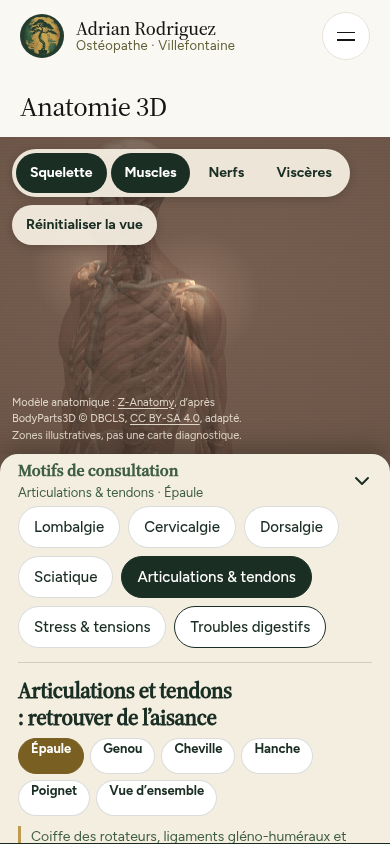 Adrian Rodriguez
Ostéopathe · Villefontaine
Anatomie 3D
Squelette Muscles Nerfs Viscères
Réinitialiser la vue
Modèle anatomique : Z-Anatomy, d'après
BodyParts3D © DBCLS, CC BY-SA 4.0, adapté.
Zones illustratives, pas une carte diagnostique.
Motifs de consultation
Articulations & tendons · Épaule
Lombalgie Cervicalgie Dorsalgie
Sciatique Articulations & tendons
Stress & tensions Troubles digestifs
Articulations et tendons
: retrouver de l’aisance
Épaule Genou Cheville Hanche
Poignet Vue d’ensemble
Coiffe des rotateurs, ligaments gléno-huméraux et